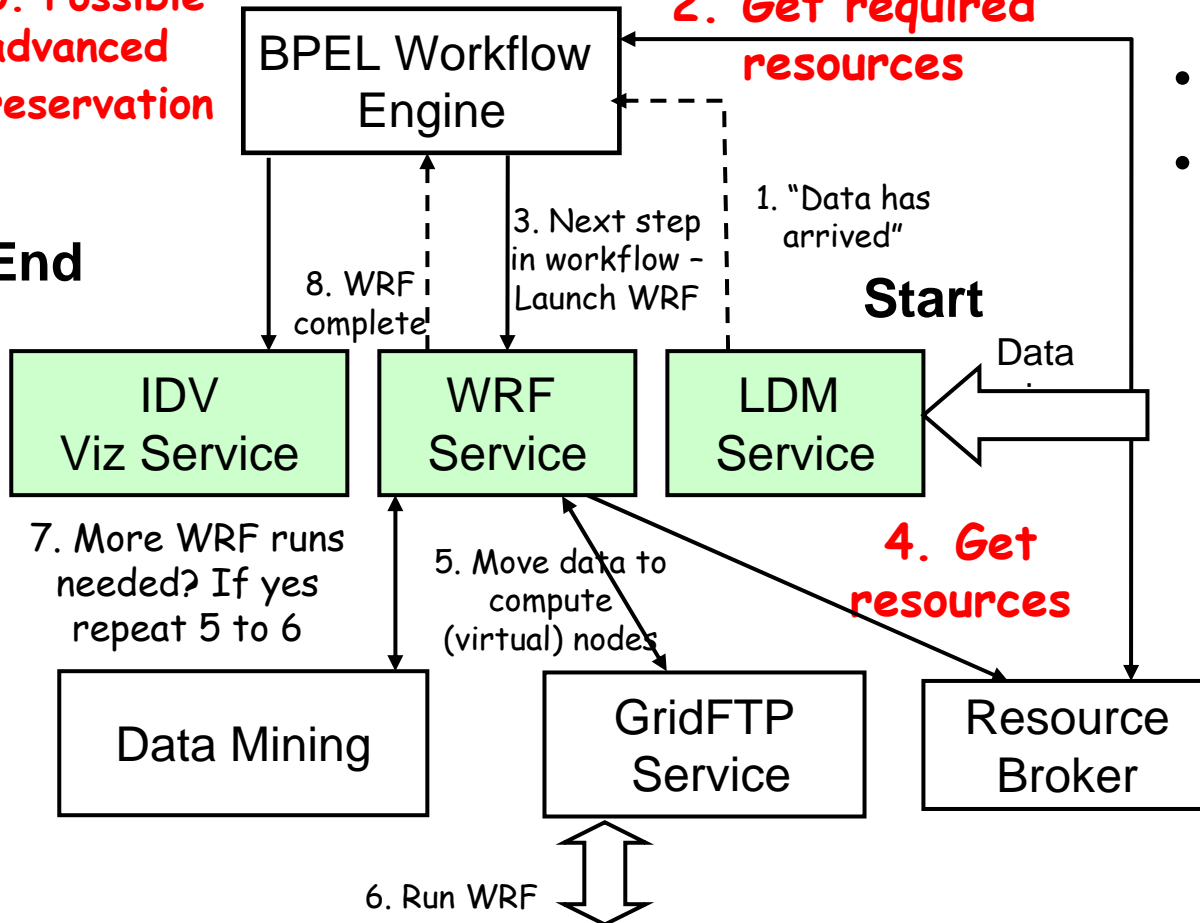 Possible
advanced
reservation
2. Get required
resources
BPEL Workflow
Engine
1. “Data has
arrived”
3. Next step
in workflow –
Launch WRF
8. WRF
complete
End
Start
Data
IDV
Viz Service
WRF
Service
LDM
Service
7. More WRF runs
needed? If yes
repeat 5 to 6
5. Move data to
compute
(virtual) nodes
4. Get
resources
Data Mining
GridFTP
Service
Resource
Broker
6. Run WRF